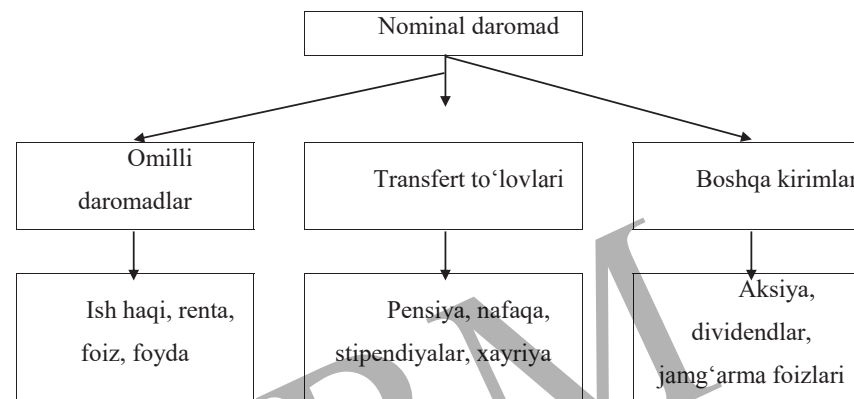 Nominal daromad
Omilli
daromadlar
Transfert to‘lovlari
Boshqa kirimlar
Ish haqi, renta,
foiz, foyda
Pensiya, nafaqa,
stipendiyalar, xayriya
Aksiya,
dividendlar,
jamg‘arma foizlari